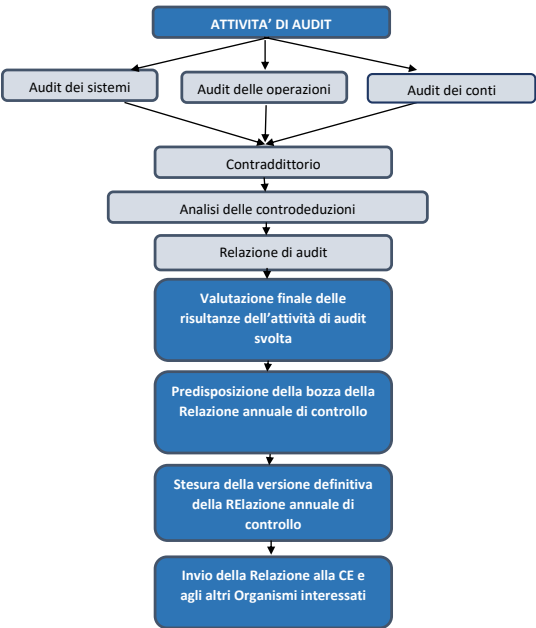 ATTIVITA’ DI AUDIT
Audit dei sistemi
Audit delle operazioni
Audit dei conti
Contraddittorio
Analisi delle controdeduzioni
Relazione di audit
Valutazione finale delle
risultanze dell’attività di audit
svolta
Predisposizione della bozza della
Relazione annuale di controllo
Stesura della versione definitiva
della RElazione annuale di
controllo
Invio della Relazione alla CE e
agli altri Organismi interessati